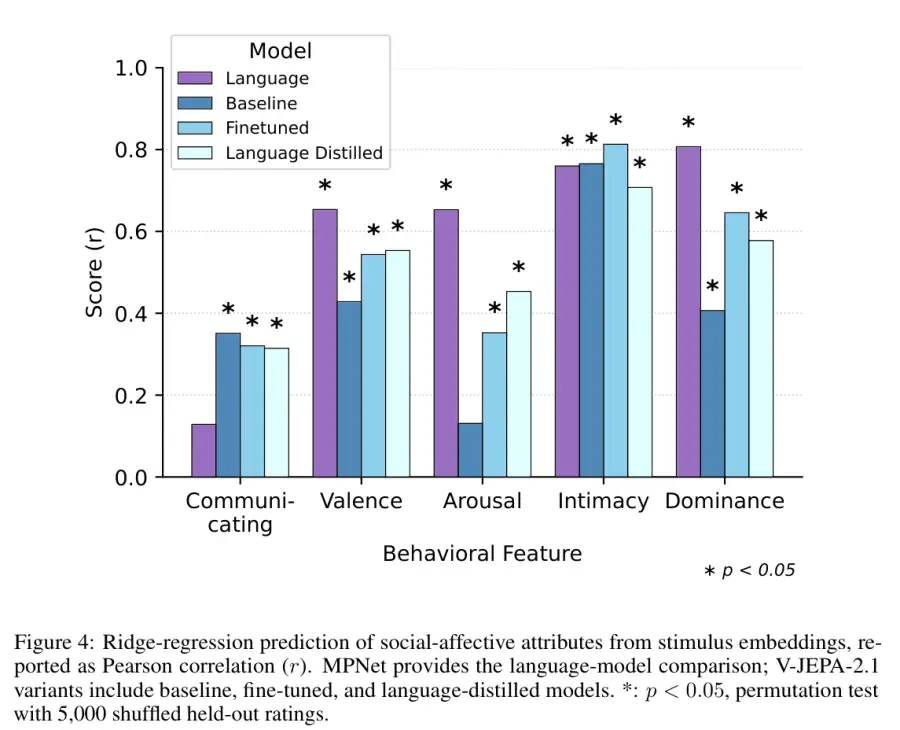 Model
Language
Baseline
Finetuned
Language Distilled
1.0
0.8
0.6
0.4
0.2
0.0
Score (r)
* * * * * * * * * * * * * * * * * *
Communi-
cating
Valence
Arousal
Intimacy
Dominance
Behavioral Feature
* p < 0.05
Figure 4: Ridge-regression prediction of social-affective attributes from stimulus embeddings, re-
ported as Pearson correlation (r). MPNet provides the language-model comparison; V-JEPA-2.1
variants include baseline, fine-tuned, and language-distilled models. *: p < 0.05, permutation test
with 5,000 shuffled held-out ratings.